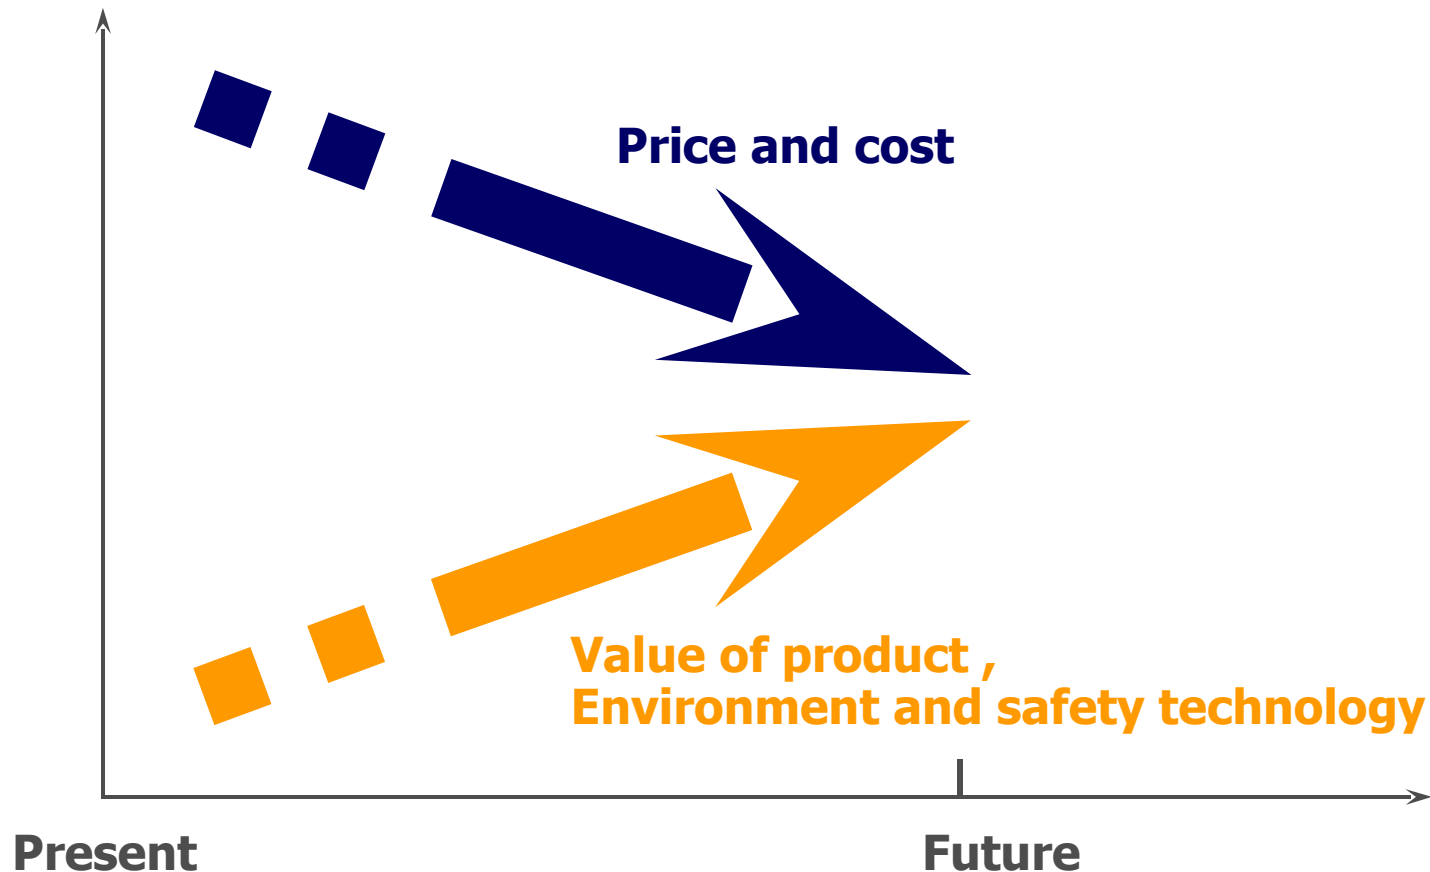 Price and cost
Value of product ,
Environment and safety technology
Present
Future